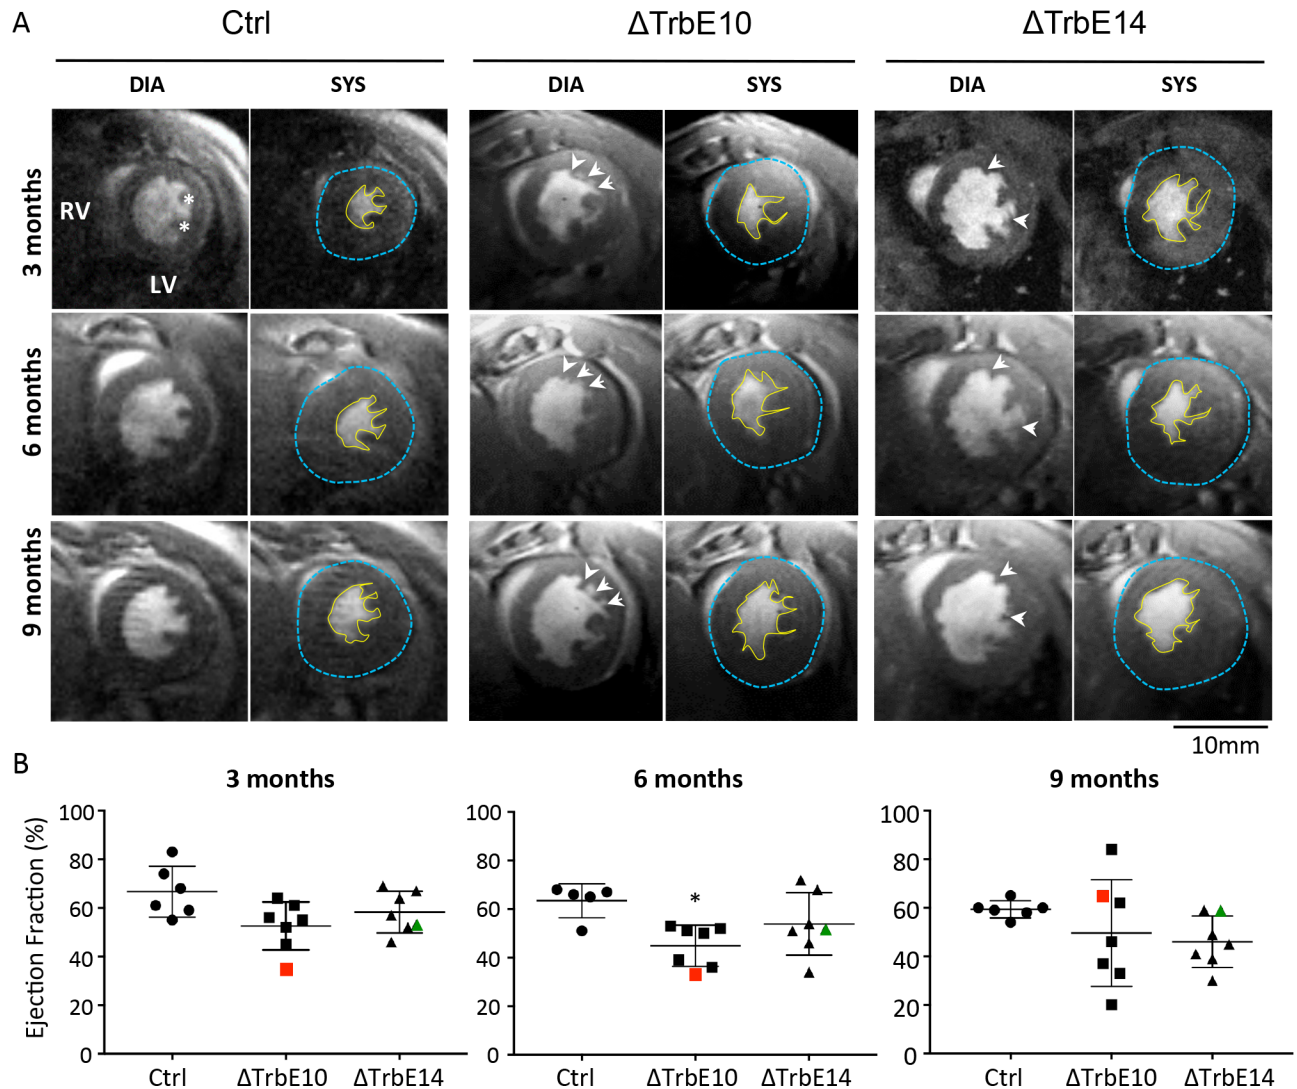 A
Ctrl
ΔTrbE10
ΔTrbE14
DIA
SYS
DIA
SYS
DIA
SYS
3 months
RV
*
*
LV
6 months
9 months
10mm
B
3 months
6 months
9 months
Ejection Fraction (%)
100
80
60
40
20
0
Ctrl
ΔTrbE10
ΔTrbE14
100
80
60
40
20
0
*
Ctrl
ΔTrbE10
ΔTrbE14
100
80
60
40
20
0
Ctrl
ΔTrbE10
ΔTrbE14